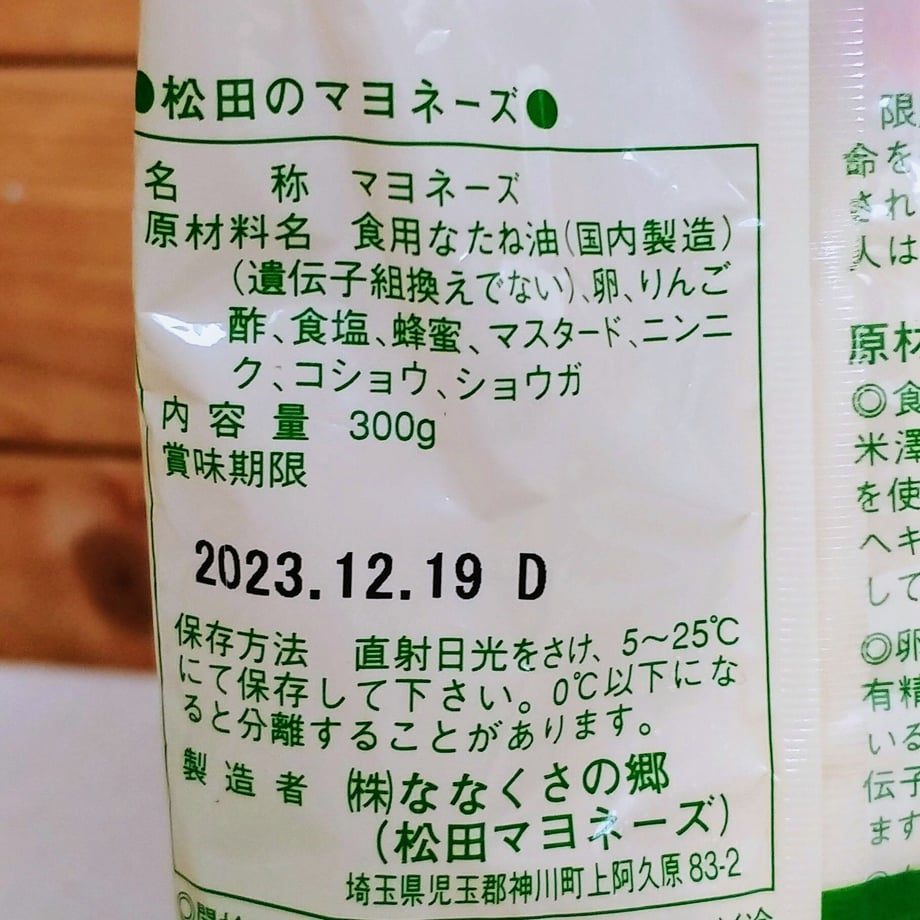 ●松田のマヨネーズ●
名称 マヨネーズ
原材料名 食用なたね油(国内製造)
(遺伝子組換えでない)、卵、りんご
酢、食塩、蜂蜜、マスタード、ニンニ
ク、コショウ、ショウガ
内容量 300g
賞味期限
2023.12.19 D
保存方法 直射日光をさけ、5〜25℃
にて保存して下さい。0℃以下にな
ると分離することがあります。
製造者 ㈱ななくさの郷
(松田マヨネーズ)
埼玉県児玉郡神川町上阿久原83-2
限
命を
され
人は
原材
◎食
米澤
を使
ヘキ
して
◎卵
有精
いる
伝子
ます